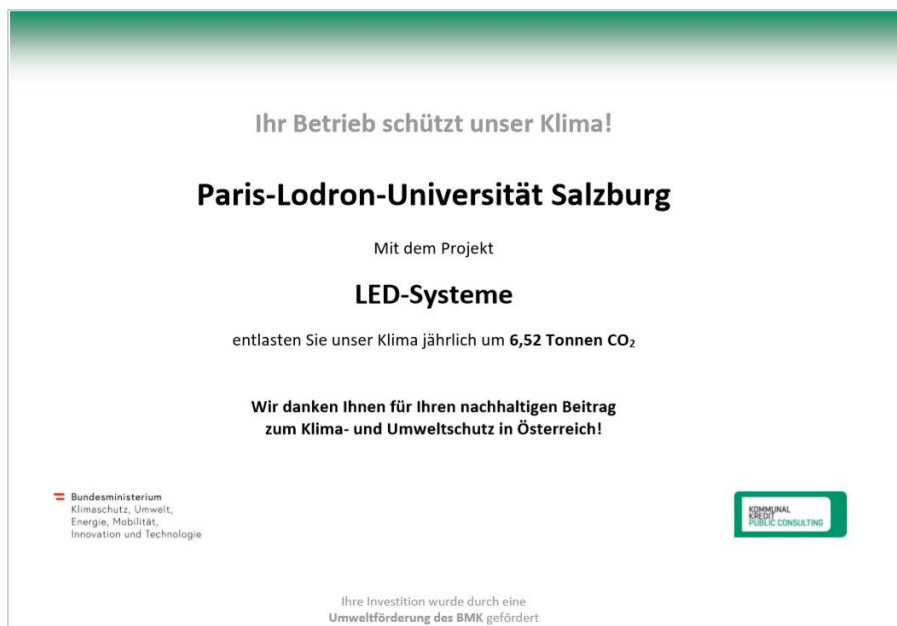 Ihr Betrieb schützt unser Klima!
Paris-Lodron-Universität Salzburg
Mit dem Projekt
LED-Systeme
entlasten Sie unser Klima jährlich um 6,52 Tonnen CO₂
Wir danken Ihnen für Ihren nachhaltigen Beitrag
zum Klima- und Umweltschutz in Österreich!
Bundesministerium
Klimaschutz, Umwelt,
Energie, Mobilität,
Innovation und Technologie
KOMMUNAL
KREDIT
PUBLIC CONSULTING
Ihre Investition wurde durch eine
Umweltförderung des BMK gefördert